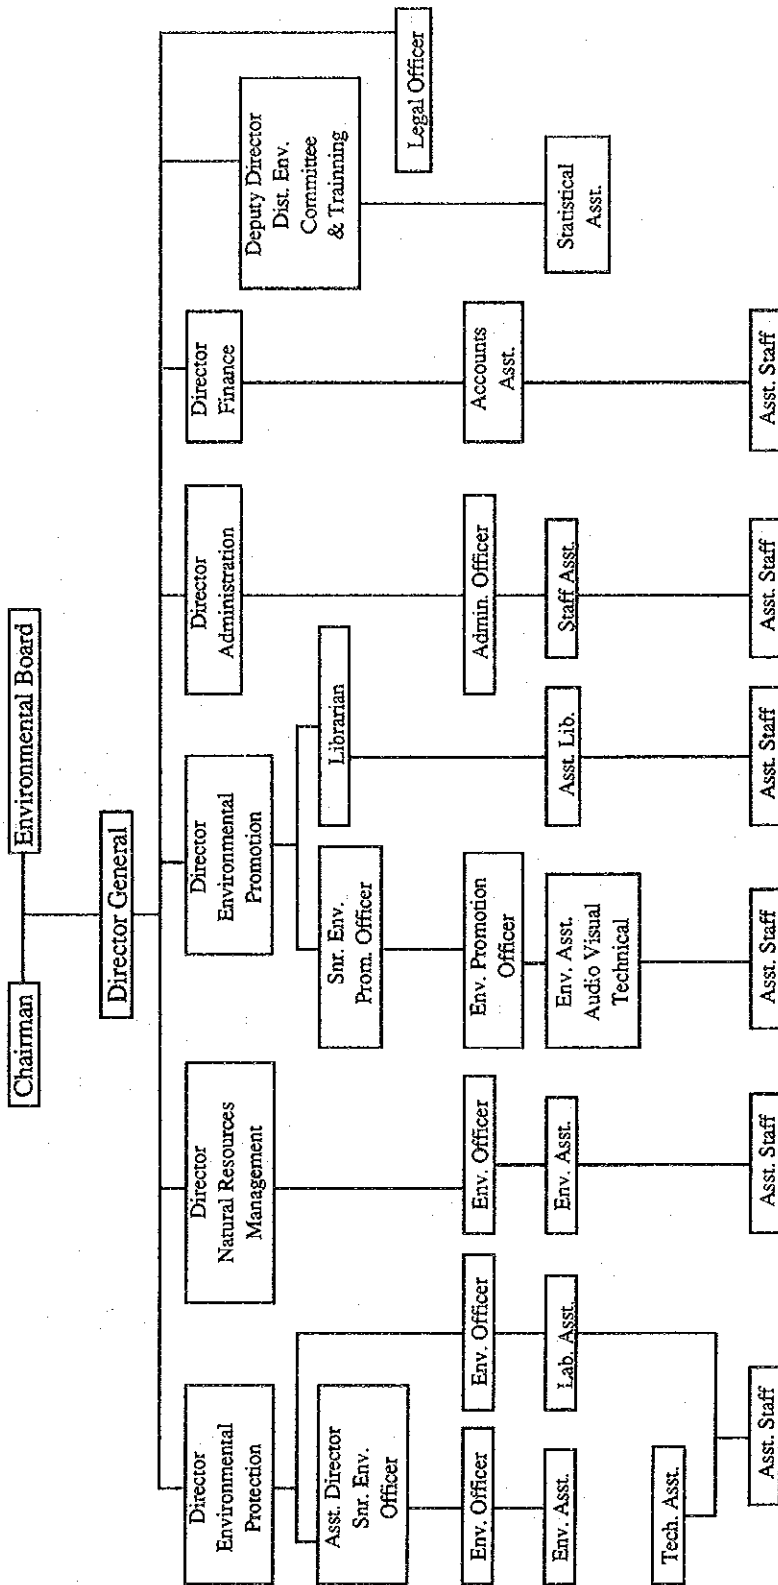 Chairman
Environmental Board
Director General
Director
Environmental
Protection
Director
Natural Resources
Management
Director
Environmental
Promotion
Director
Administration
Director
Finance
Deputy Director
Dist. Env.
Committee
& Trainning
Legal Officer
Asst. Director
Snr. Env.
Officer
Snr. Env.
Prom. Officer
Librarian
Env. Officer
Env. Officer
Env. Officer
Env. Promotion
Officer
Admin. Officer
Accounts
Asst.
Env. Asst.
Lab. Asst.
Env. Asst.
Env. Asst.
Audio Visual
Technical
Asst. Lib.
Staff Asst.
Statistical
Asst.
Tech. Asst.
Asst. Staff
Asst. Staff
Asst. Staff
Asst. Staff
Asst. Staff
Asst. Staff